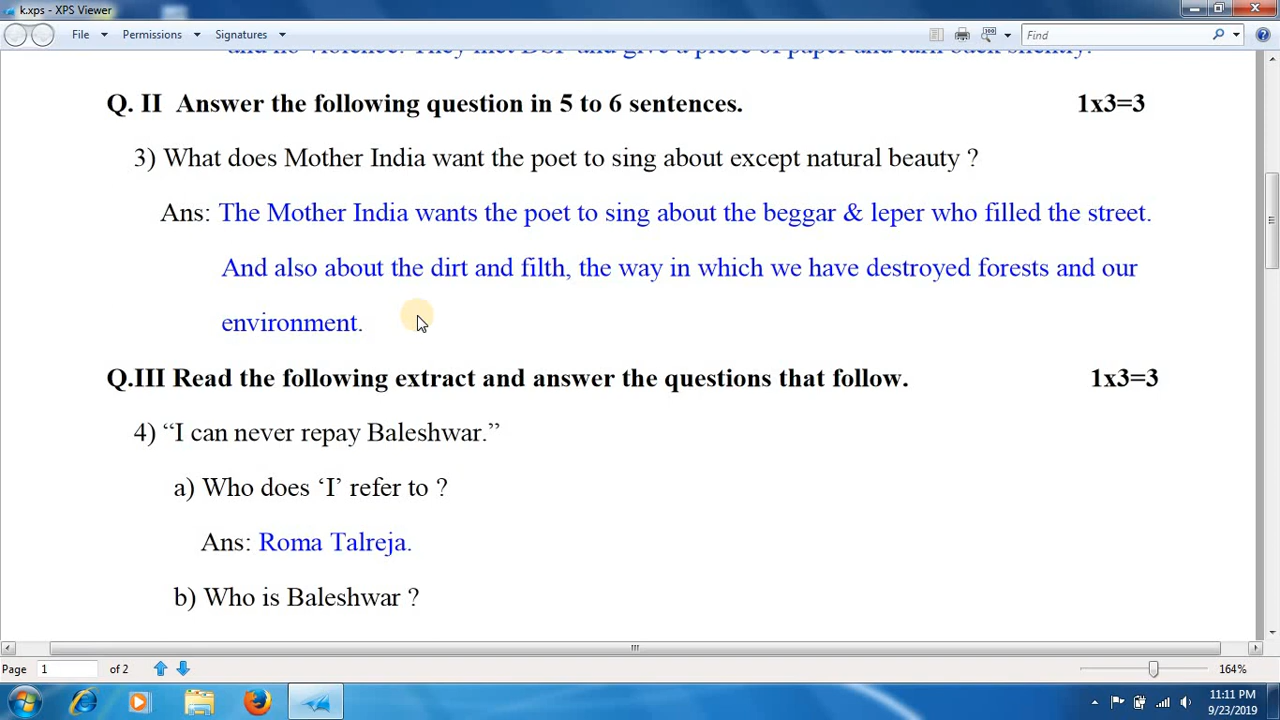 k.xps - XPS Viewer
File Permissions Signatures Find
Q. II Answer the following question in 5 to 6 sentences. 1x3=3
3) What does Mother India want the poet to sing about except natural beauty ?
Ans: The Mother India wants the poet to sing about the beggar & leper who filled the street.
And also about the dirt and filth, the way in which we have destroyed forests and our
environment.
Q.III Read the following extract and answer the questions that follow. 1x3=3
4) “I can never repay Baleshwar.”
a) Who does ‘I’ refer to ?
Ans: Roma Talreja.
b) Who is Baleshwar ?
Page 1 of 2 164%
11:11 PM
9/23/2019